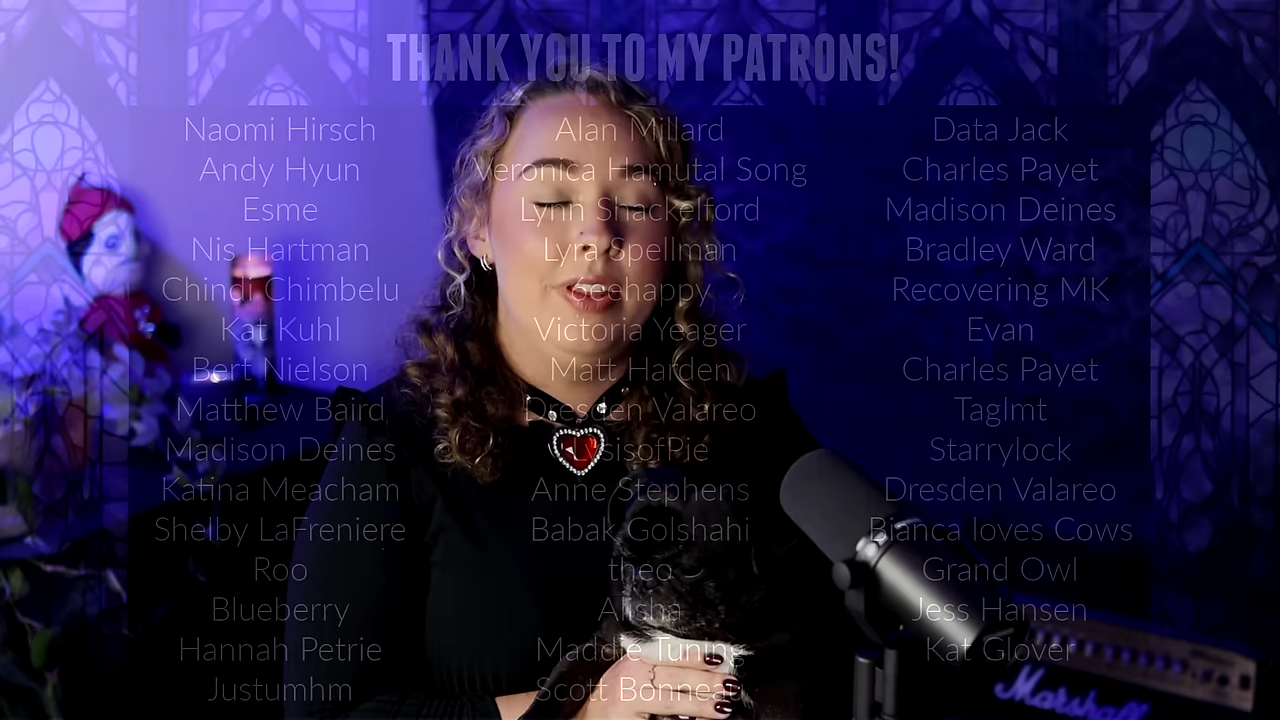 THANK YOU TO MY PATRONS!
Naomi Hirsch
Andy Hyun
Esme
Nis Hartman
Chimbelu
Kat Kuhl
Bert Nielson
Matthew Baird
Madison Deines
Katina Meacham
Shelby LaFreniere
Roo
Blueberry
Hannah Petrie
Justumhm
Alan Millard
Veronica Hamutal Song
Lynn
Lynn Spellman
Victoria Yeager
Matt Harden
Dresden Valareo
Anne Stephens
Babak Golshahi
theo
Alisha
Maddie Tuning
Scott Bonneau
Data Jack
Charles Payet
Madison Deines
Bradley Ward
Recovering MK
Evan
Charles Payet
Taglmt
Starrylock
Dresden Valareo
Bianca loves Cows
Grand Owl
Jess Hansen
Kat Glover
Marshall